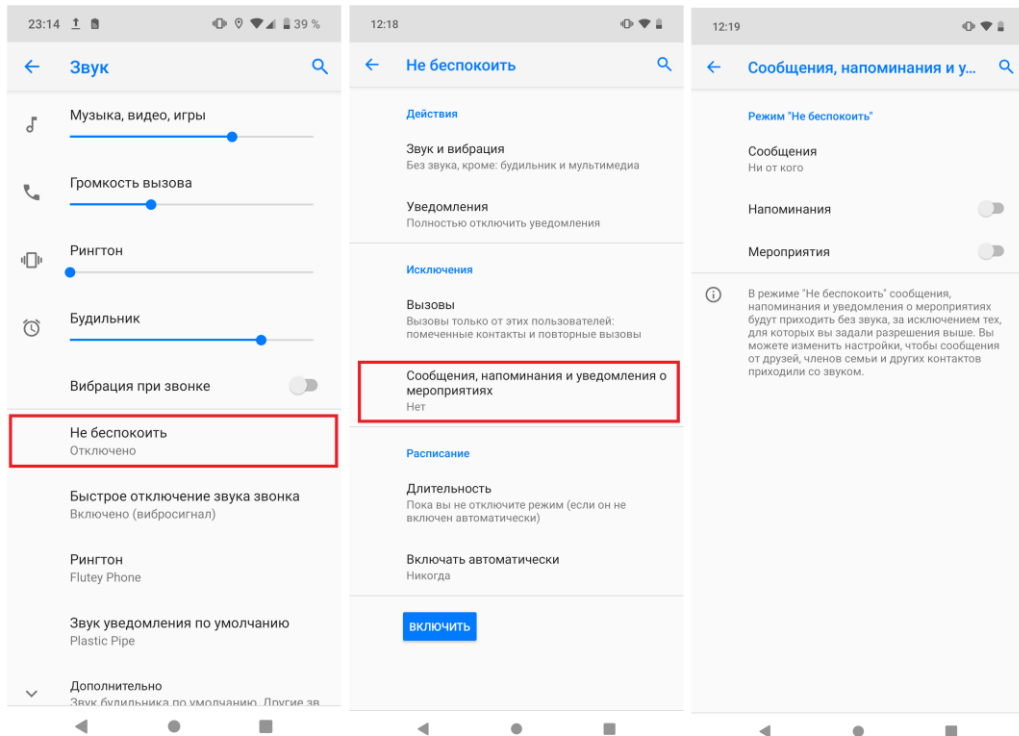 23:14
39 %
Звук
Музыка, видео, игры
Громкость вызова
Рингтон
Будильник
Вибрация при звонке
Не беспокоить
Отключено
Быстрое отключение звука звонка
Включено (вибросигнал)
Рингтон
Flutey Phone
Звук уведомления по умолчанию
Plastic Pipe
Дополнительно
Звук будильника по умолчанию, Другие зв
12:18
Не беспокоить
Действия
Звук и вибрация
Без звука, кроме: будильник и мультимедиа
Уведомления
Полностью отключить уведомления
Исключения
Вызовы
Вызовы только от этих пользователей:
помеченные контакты и повторные вызовы
Сообщения, напоминания и уведомления о
мероприятиях
Нет
Расписание
Длительность
Пока вы не отключите режим (если он не
включен автоматически)
Включать автоматически
Никогда
ВКЛЮЧИТЬ
12:19
Сообщения, напоминания и у...
Режим "Не беспокоить"
Сообщения
Ни от кого
Напоминания
Мероприятия
В режиме "Не беспокоить" сообщения,
напоминания и уведомления о мероприятиях
будут приходить без звука, за исключением тех,
для которых вы задали разрешения выше. Вы
можете изменить настройки, чтобы сообщения
от друзей, членов семьи и других контактов
приходили со звуком.